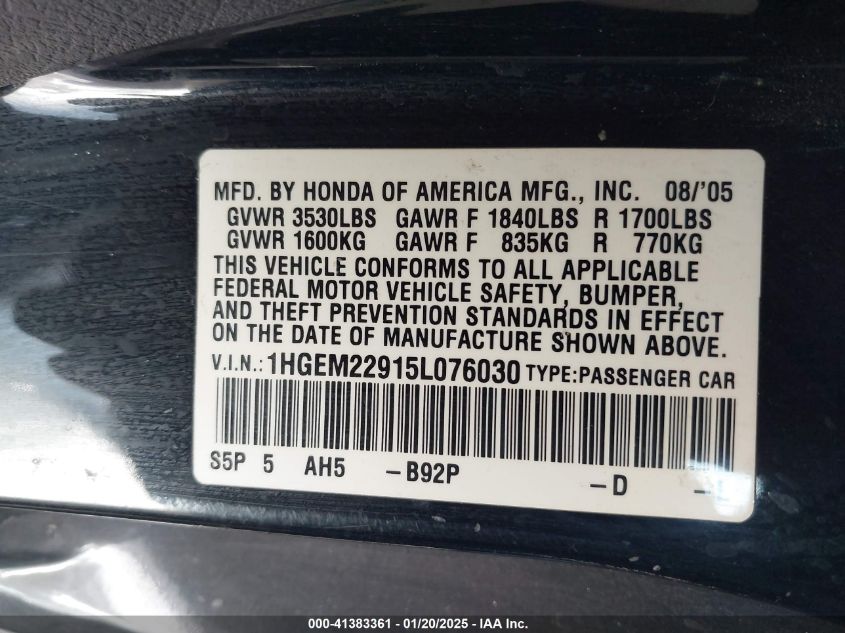 MFD. BY HONDA OF AMERICA MFG., INC. 08/'05
GVWR 3530LBS GAWR F 1840LBS R 1700LBS
GVWR 1600KG GAWR F 835KG R 770KG
THIS VEHICLE CONFORMS TO ALL APPLICABLE
FEDERAL MOTOR VEHICLE SAFETY, BUMPER,
AND THEFT PREVENTION STANDARDS IN EFFECT
ON THE DATE OF MANUFACTURE SHOWN ABOVE.
V.I.N.: 1HGEM22915L076030 TYPE:PASSENGER CAR
S5P 5 AH5 –B92P –D –
000-41383361 - 01/20/2025 - IAA Inc.